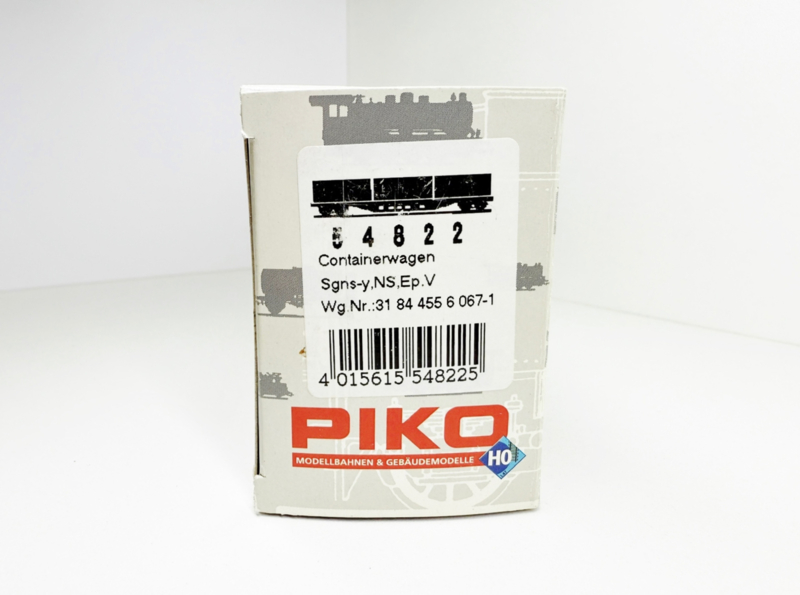 54822
Containerwagen
Sgns-y,NS,Ep.V
Wg.Nr.:31 84 455 6 067-1
4 015615 548225
PIKO
MODELLBAHNEN & GEBÄUDEMODELLE
H0